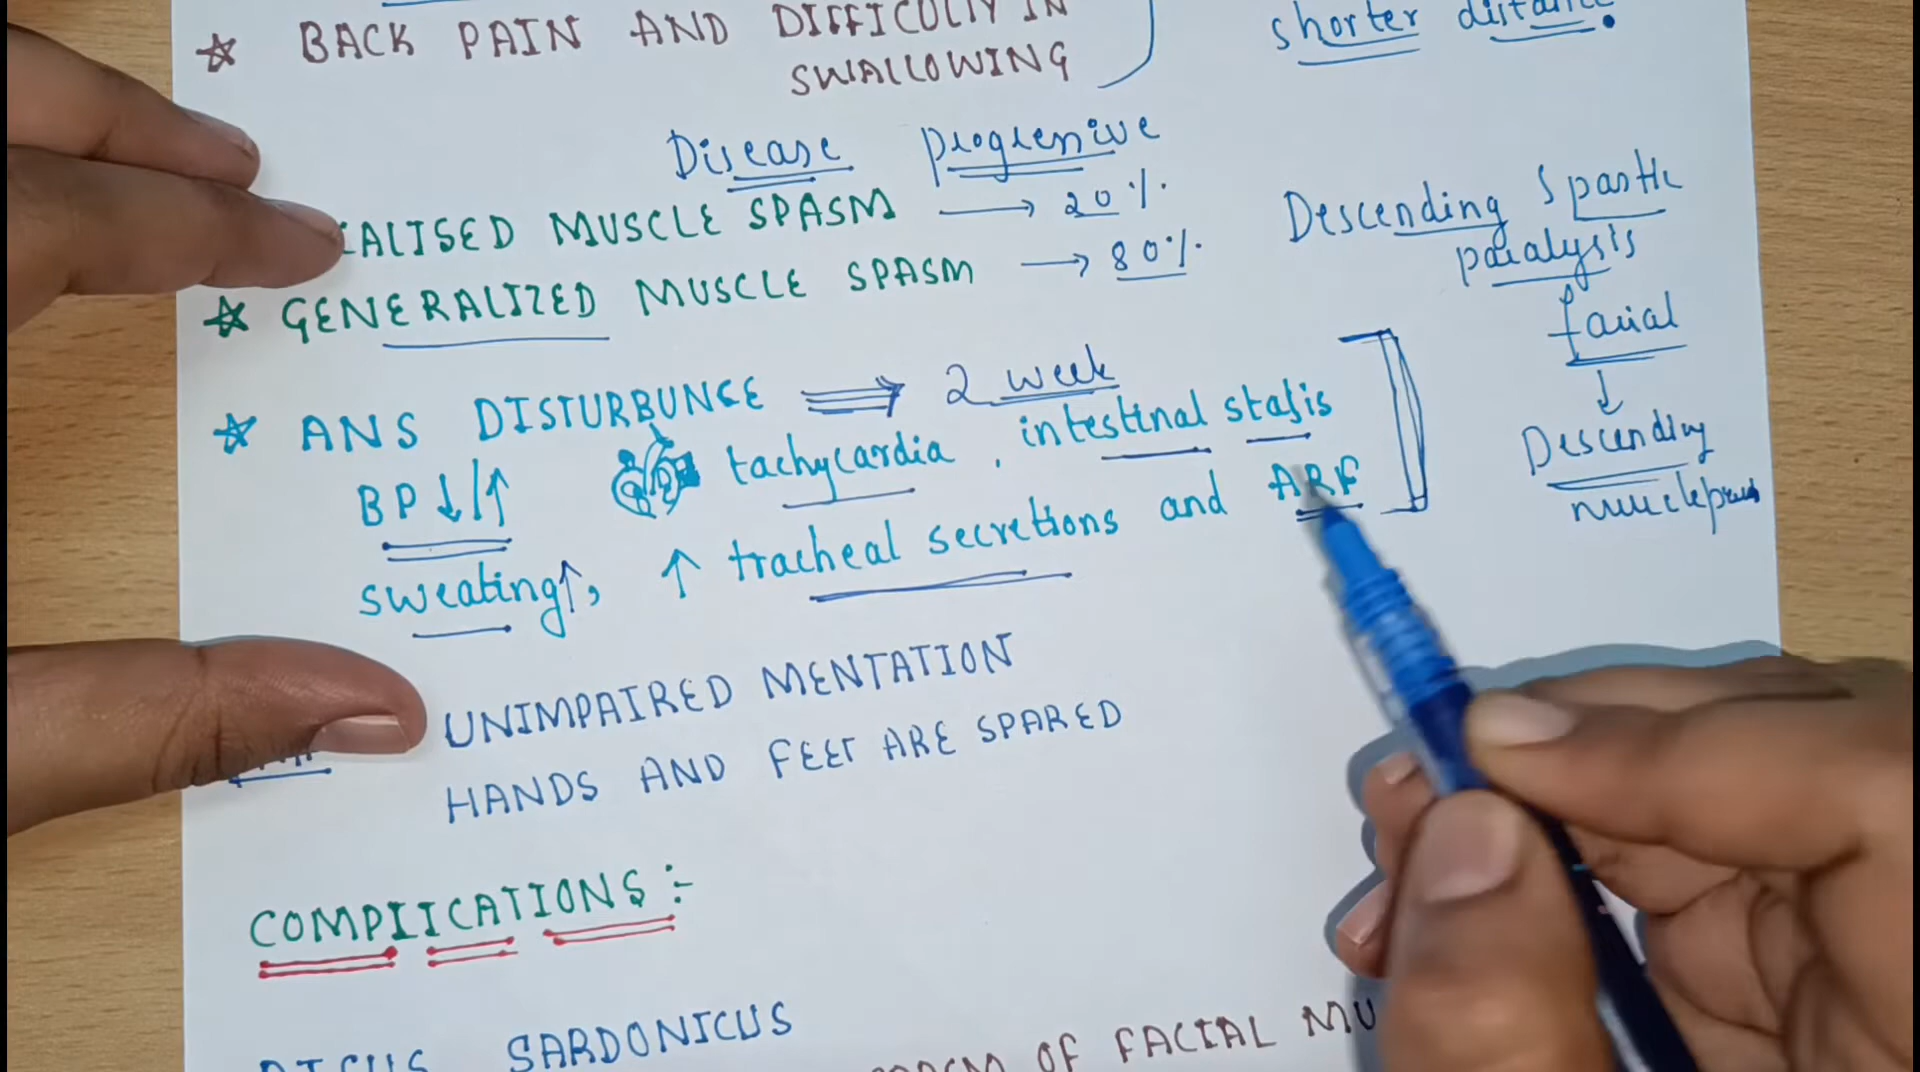 ☆ BACK PAIN AND DIFFICULTY IN
SWALLOWING
shorter distance.
Disease progressive
ALISED MUSCLE SPASM → 20%.
☆ GENERALIZED MUSCLE SPASM → 80%.
Descending Spastic
paralysis
facial
↓
Descending
☆ ANS DISTURBUNCE ⇒ 2 week
BP↓/↑ tachycardia, intestinal stasis
sweating↑, ↑ tracheal secretions and ARF
UNIMPAIRED MENTATION
HANDS AND FEET ARE SPARED
COMPIICATIONS:-
SARDONICUS
OF FACIAL MU